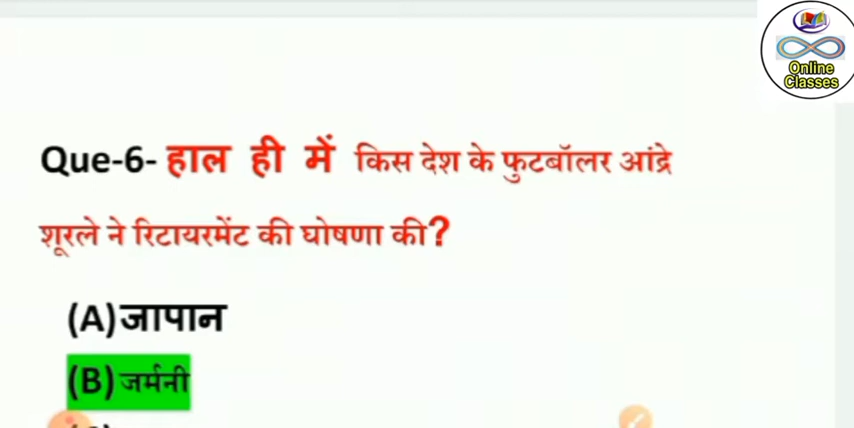 Online
Classes
Que-6- हाल ही में किस देश के फुटबॉलर आंद्रे
शूरले ने रिटायरमेंट की घोषणा की?
(A)जापान
(B)जर्मनी